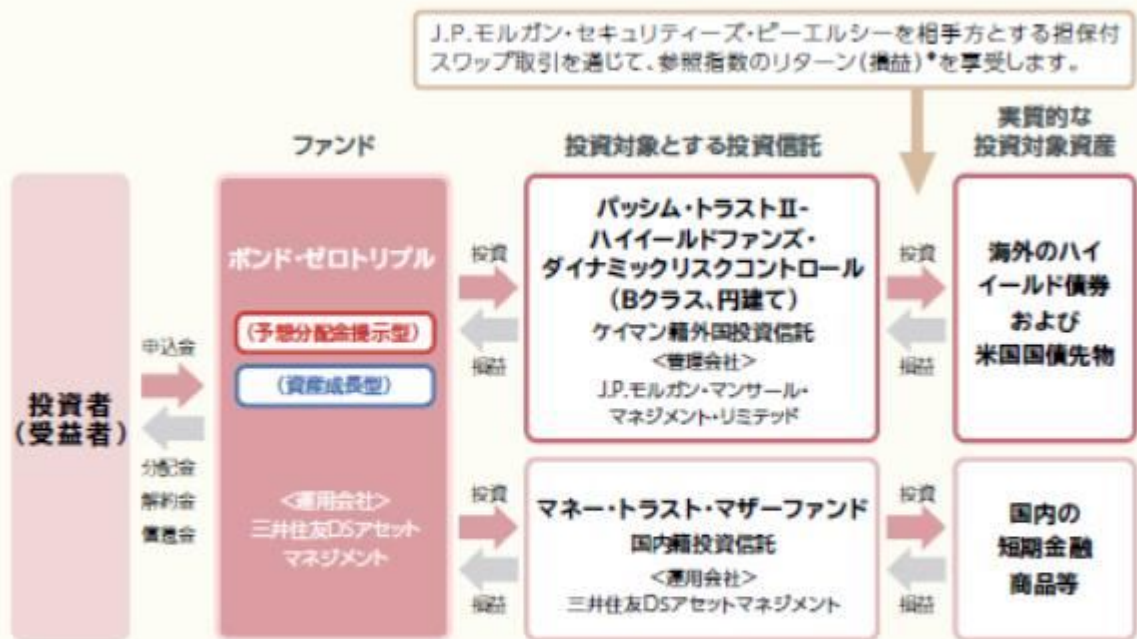 J.P.モルガン・セキュリティーズ・ピーエルシーを相手方とする担保付
スワップ取引を通じて、参照指数のリターン(損益)*を享受します。
ファンド
投資対象とする投資信託
実質的な
投資対象資産
投資者
(受益者)
申込金
分配金
解約金
償還金
ボンド・ゼロトリプル
(予想分配金提示型)
(資産成長型)
<運用会社>
三井住友DSアセット
マネジメント
投資
損益
パッシム・トラストⅡ-
ハイイールドファンズ・
ダイナミックリスクコントロール
(Bクラス、円建て)
ケイマン籍外国投資信託
<管理会社>
J.P.モルガン・マンサール・
マネジメント・リミテッド
投資
損益
海外のハイ
イールド債券
および
米国国債先物
投資
損益
マネー・トラスト・マザーファンド
国内籍投資信託
<運用会社>
三井住友DSアセットマネジメント
投資
損益
国内の
短期金融
商品等